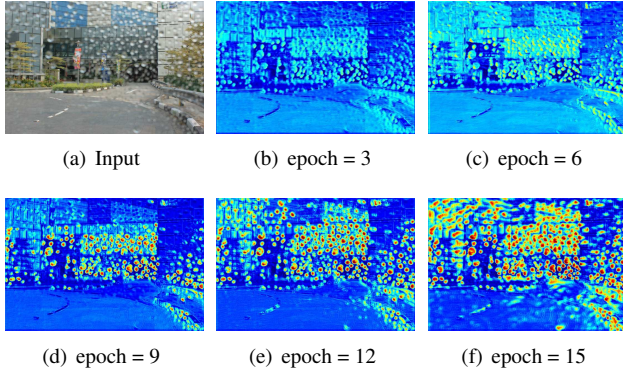 (a) Input
(b) epoch = 3
(c) epoch = 6
(d) epoch = 9
(e) epoch = 12
(f) epoch = 15